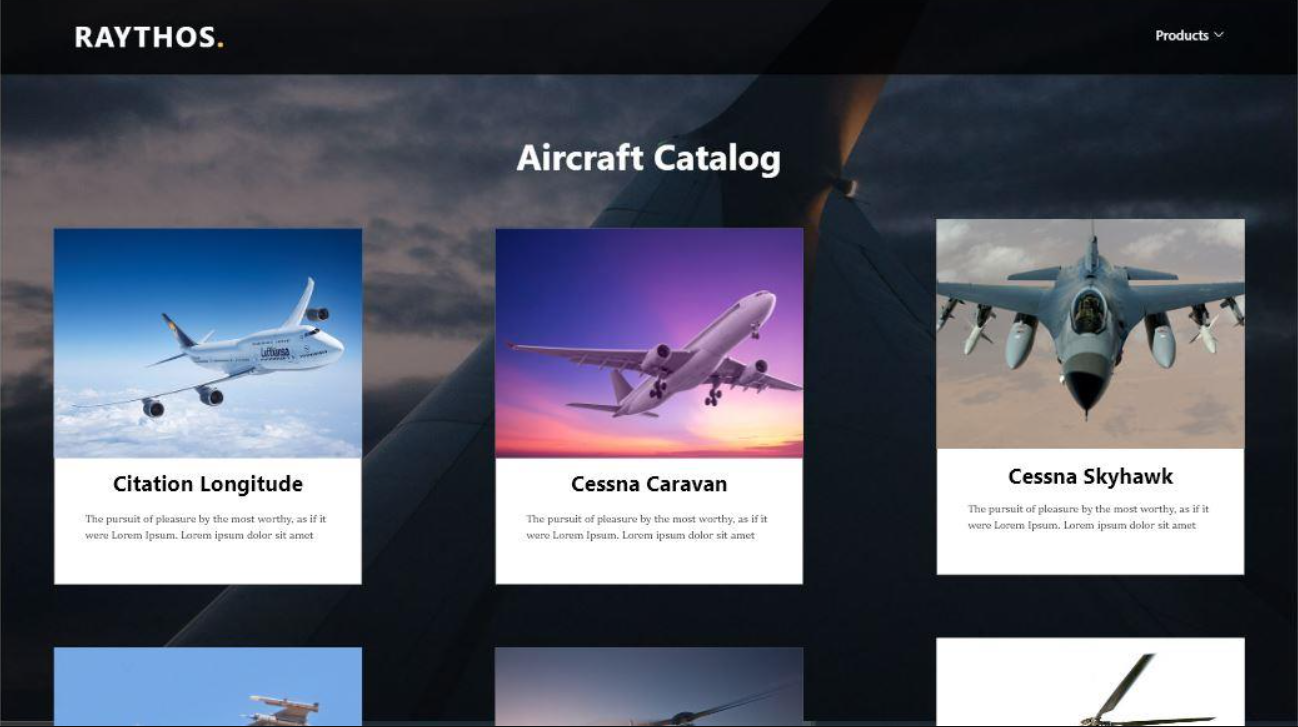 RAYTHOS.
Products
Aircraft Catalog
Lufthansa
Citation Longitude
The pursuit of pleasure by the most worthy, as if it
were Lorem Ipsum. Lorem ipsum dolor sit amet
Cessna Caravan
The pursuit of pleasure by the most worthy, as if it
were Lorem Ipsum. Lorem ipsum dolor sit amet
Cessna Skyhawk
The pursuit of pleasure by the most worthy, as if it
were Lorem Ipsum. Lorem ipsum dolor sit amet